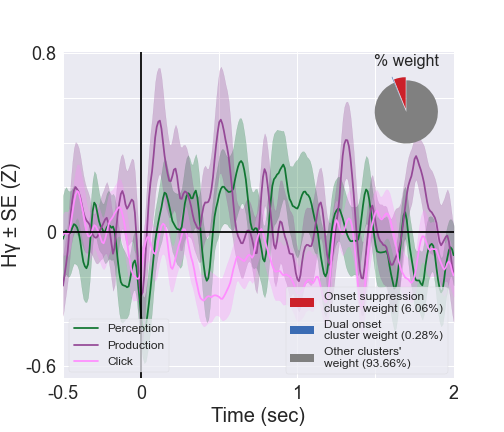 % weight
0.8
0
-0.6
Hγ ± SE (Z)
Perception
Production
Click
Onset suppression
cluster weight (6.06%)
Dual onset
cluster weight (0.28%)
Other clusters'
weight (93.66%)
-0.5
0
1
2
Time (sec)